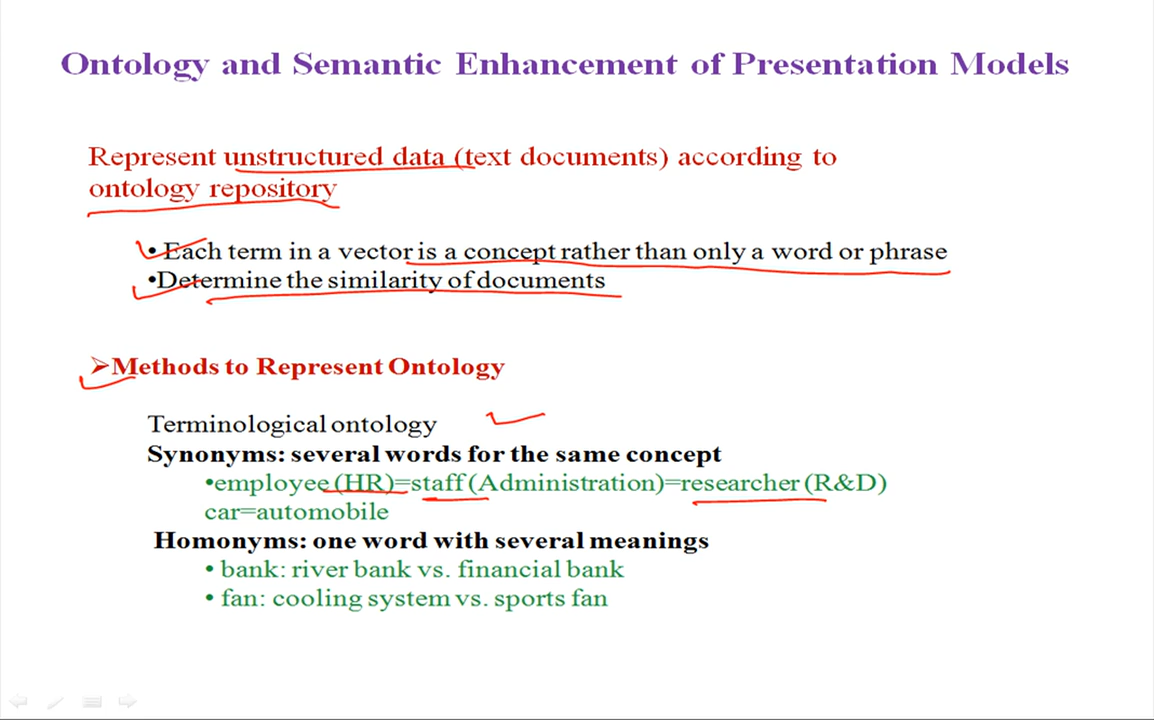 Ontology and Semantic Enhancement of Presentation Models
Represent unstructured data (text documents) according to
ontology repository
• Each term in a vector is a concept rather than only a word or phrase
•Determine the similarity of documents
➢Methods to Represent Ontology
Terminological ontology
Synonyms: several words for the same concept
•employee (HR)=staff (Administration)=researcher (R&D)
car=automobile
Homonyms: one word with several meanings
• bank: river bank vs. financial bank
• fan: cooling system vs. sports fan